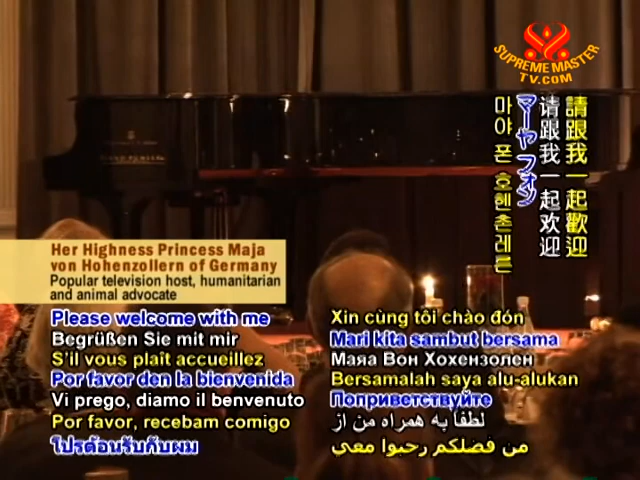 SUPREME MASTER
TV.COM
請跟我一起歡迎
请跟我一起欢迎
マーヤ フォン
마야 폰 호헨촌레른
Her Highness Princess Maja
von Hohenzollern of Germany
Popular television host, humanitarian
and animal advocate
Please welcome with me
Begrüßen Sie mit mir
S'il vous plaît accueillez
Por favor den la bienvenida
Vi prego, diamo il benvenuto
Por favor, recebam comigo
โปรดต้อนรับกับผม
Xin cùng tôi chào đón
Mari kita sambut bersama
Маяа Вон Хохензолен
Bersamalah saya alu-alukan
Поприветствуйте
لطفاً به همراه من از
من فضلكم رحبوا معي